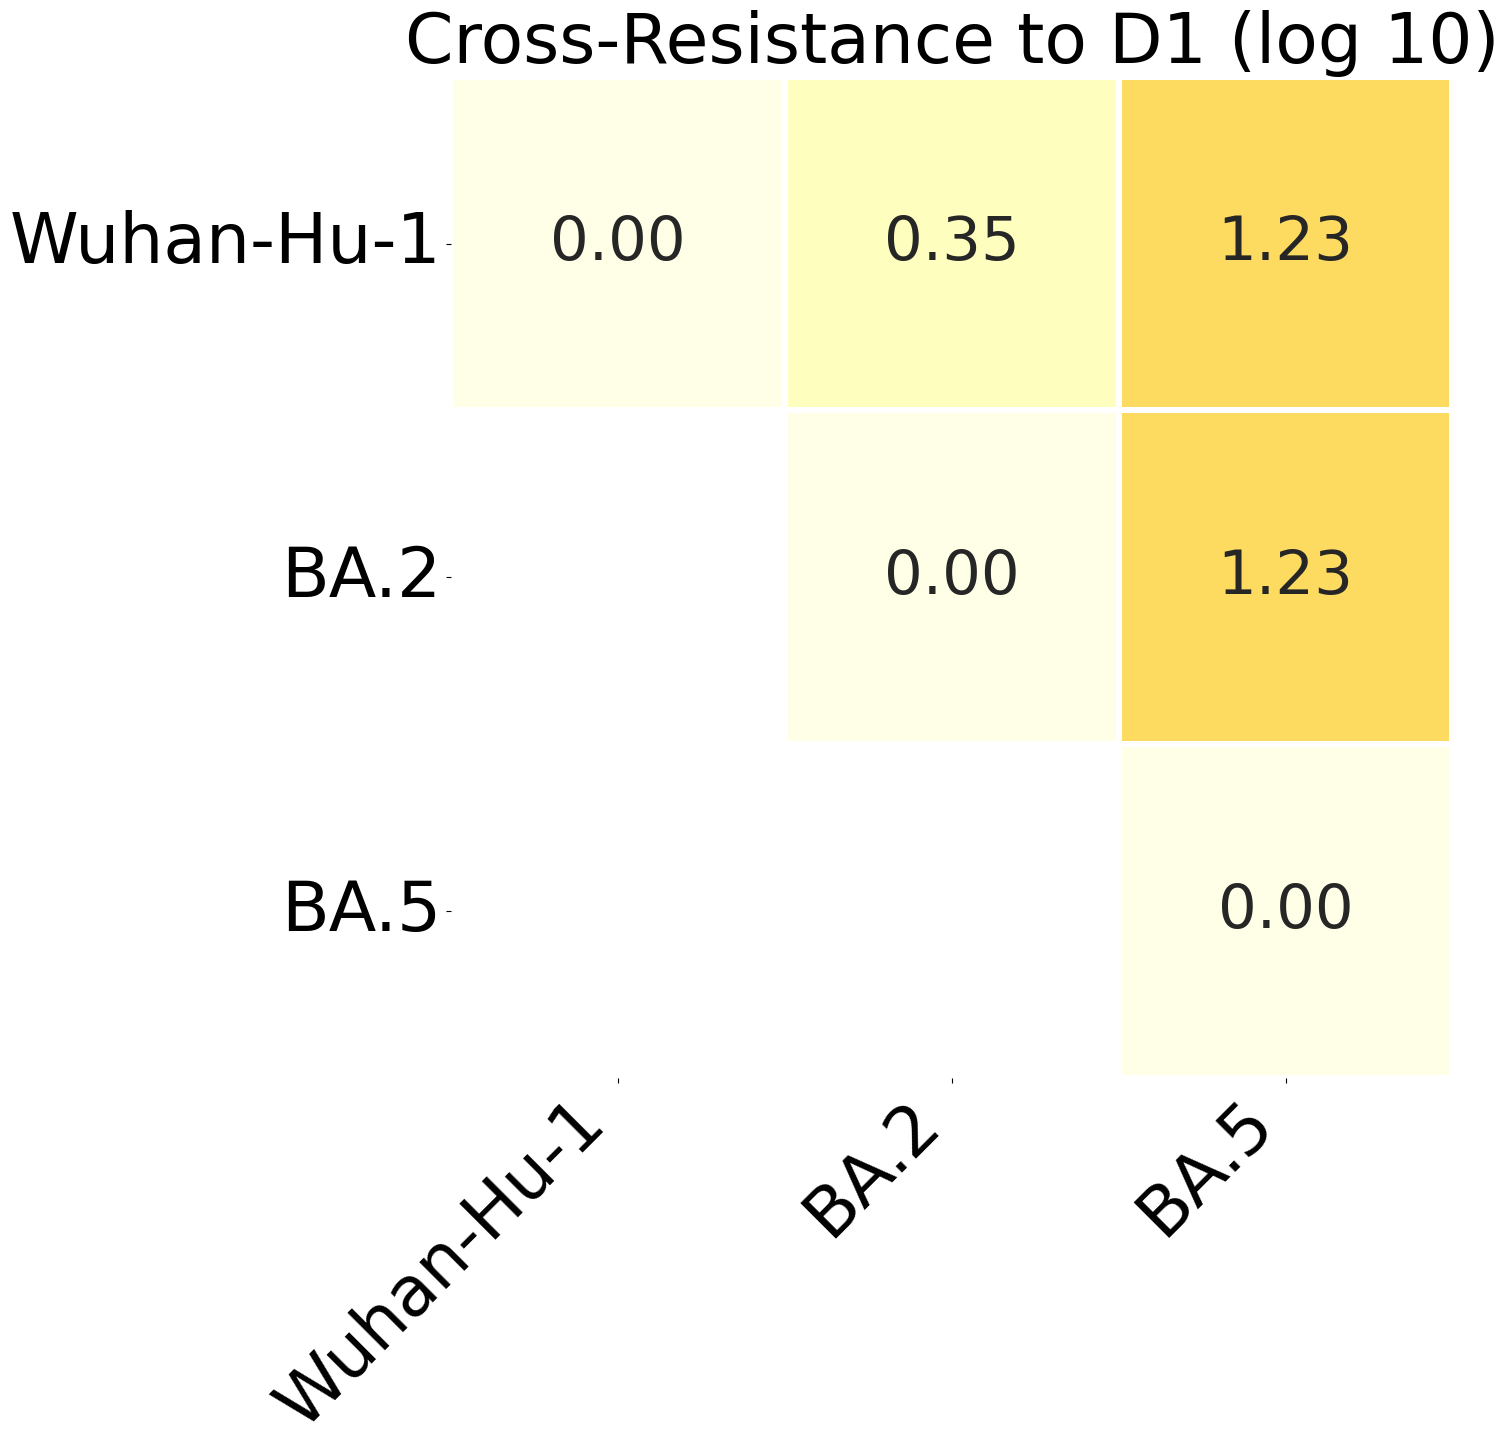 Cross-Resistance to D1 (log 10)
Wuhan-Hu-1 0.00 0.35 1.23
BA.2 0.00 1.23
BA.5 0.00
Wuhan-Hu-1 BA.2 BA.5